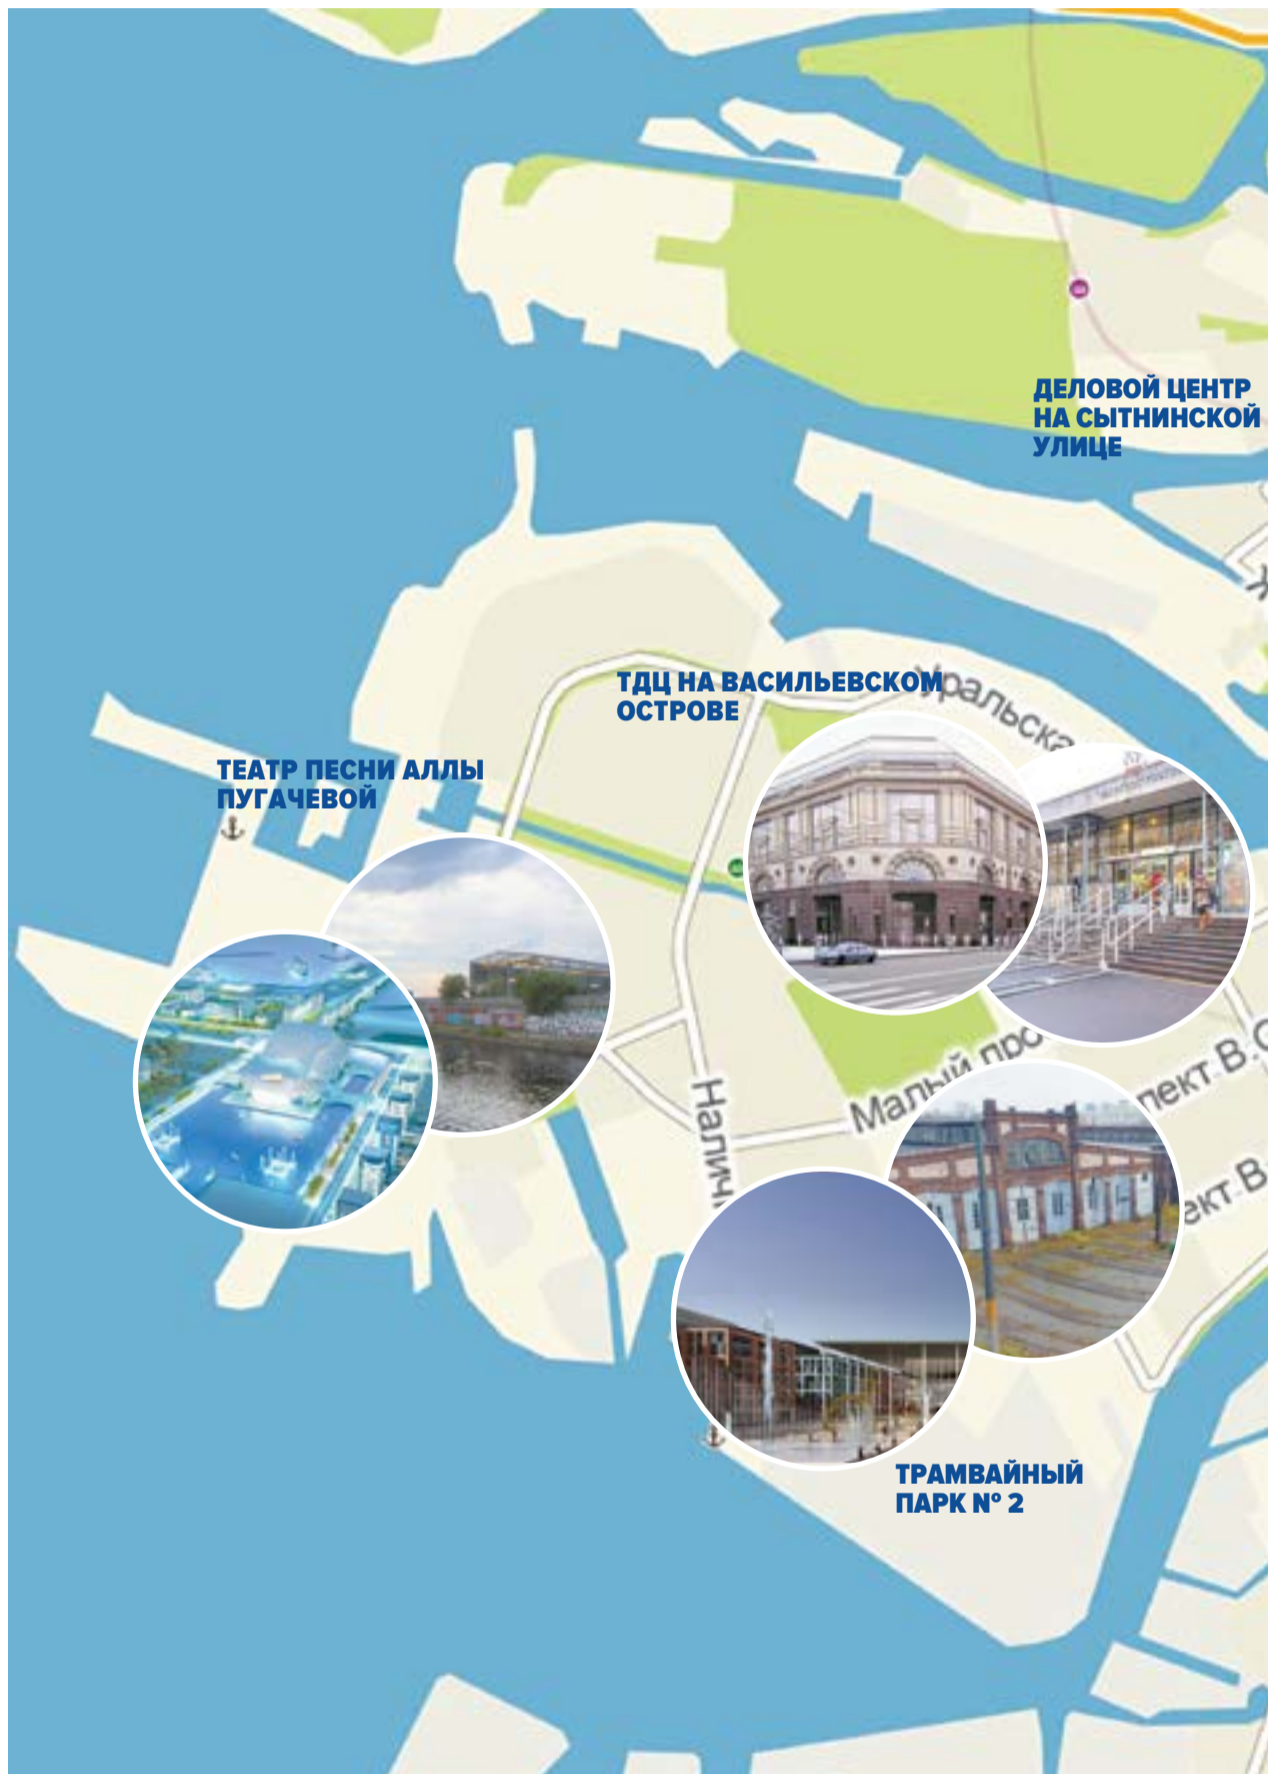 ДЕЛОВОЙ ЦЕНТР
НА СЫТНИНСКОЙ
УЛИЦЕ
ТДЦ НА ВАСИЛЬЕВСКОМ
ОСТРОВЕ
Уральска
ТЕАТР ПЕСНИ АЛЛЫ
ПУГАЧЕВОЙ
Малый про
пект В.О
Налич
ект В
ТРАМВАЙНЫЙ
ПАРК № 2